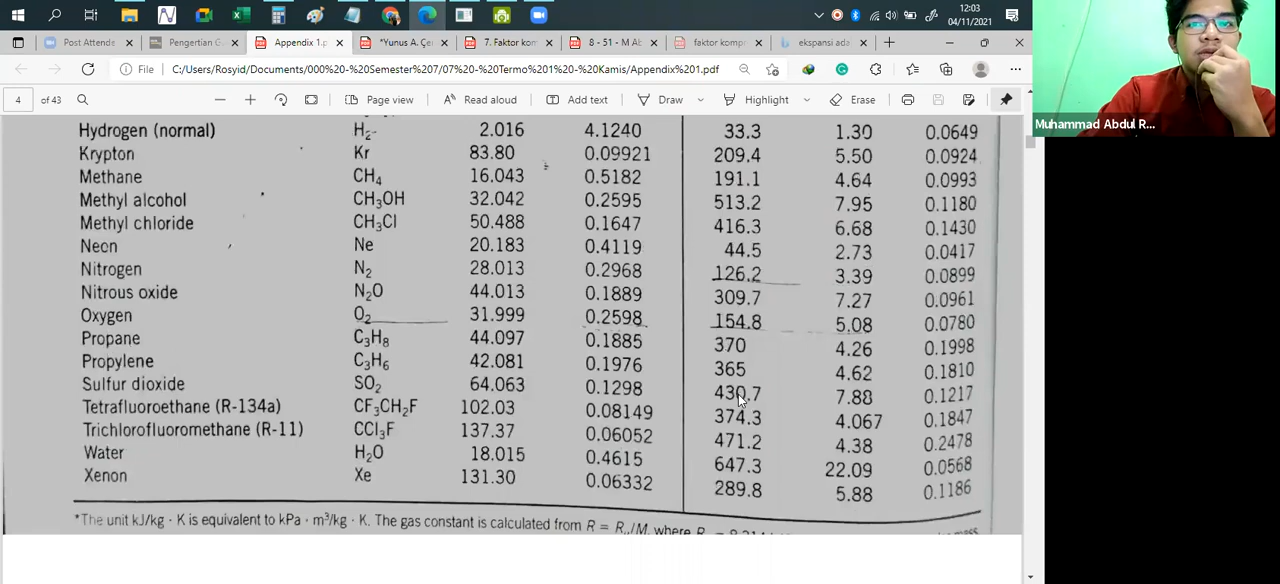 12:03
04/11/2021
Post Attende
Pengertian G
Appendix 1.p
*Yunus A. Çe
7. Faktor kor
8 - 51 - M Ab
faktor kompr
ekspansi ada
File C:/Users/Rosyid/Documents/000%20-%20Semester%207/07%20-%20Termo%201%20-%20Kamis/Appendix%201.pdf
4 of 43 Page view Read aloud Add text Draw Highlight Erase
Muhammad Abdul R...
Hydrogen (normal) H₂- 2.016 4.1240 33.3 1.30 0.0649
Krypton Kr 83.80 0.09921 209.4 5.50 0.0924
Methane CH₄ 16.043 0.5182 191.1 4.64 0.0993
Methyl alcohol CH₃OH 32.042 0.2595 513.2 7.95 0.1180
Methyl chloride CH₃Cl 50.488 0.1647 416.3 6.68 0.1430
Neon Ne 20.183 0.4119 44.5 2.73 0.0417
Nitrogen N₂ 28.013 0.2968 126.2 3.39 0.0899
Nitrous oxide N₂O 44.013 0.1889 309.7 7.27 0.0961
Oxygen O₂ 31.999 0.2598 154.8 5.08 0.0780
Propane C₃H₈ 44.097 0.1885 370 4.26 0.1998
Propylene C₃H₆ 42.081 0.1976 365 4.62 0.1810
Sulfur dioxide SO₂ 64.063 0.1298 430.7 7.88 0.1217
Tetrafluoroethane (R-134a) CF₃CH₂F 102.03 0.08149 374.3 4.067 0.1847
Trichlorofluoromethane (R-11) CCl₃F 137.37 0.06052 471.2 4.38 0.2478
Water H₂O 18.015 0.4615 647.3 22.09 0.0568
Xenon Xe 131.30 0.06332 289.8 5.88 0.1186
*The unit kJ/kg · K is equivalent to kPa · m³/kg · K. The gas constant is calculated from R = Rᵤ/M, where